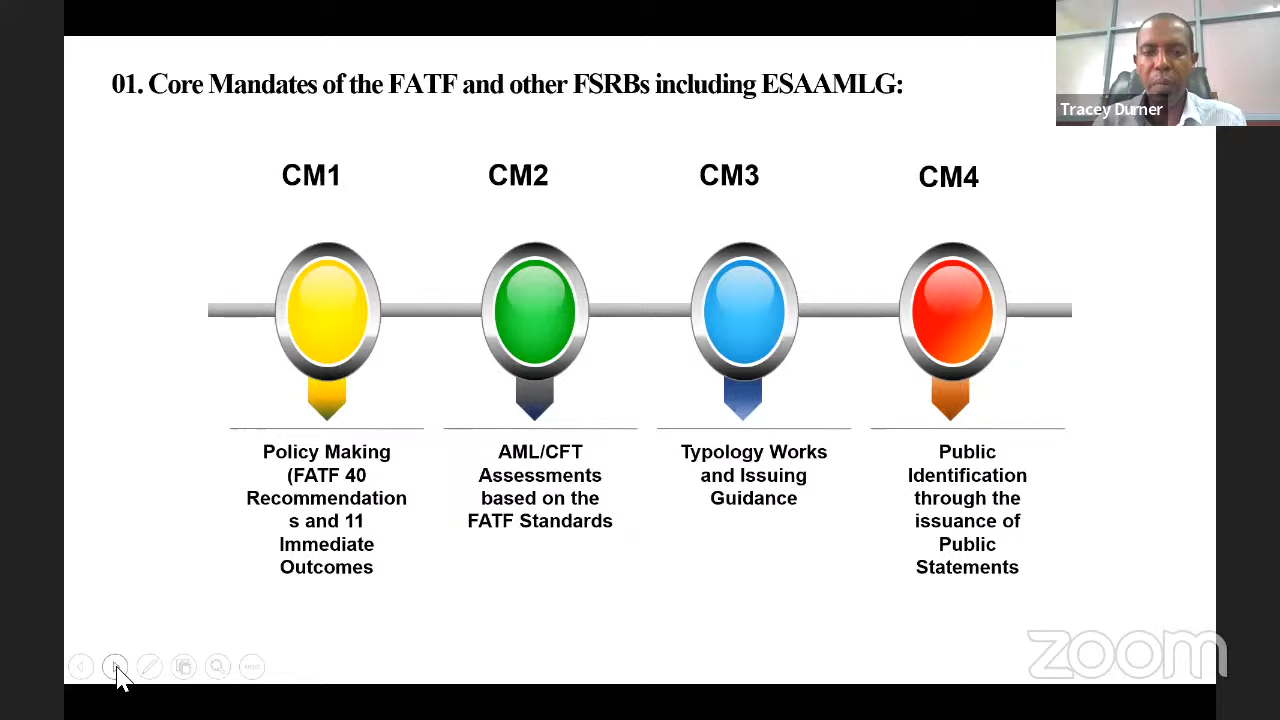 01. Core Mandates of the FATF and other FSRBs including ESAAMLG:
Tracey Durner
CM1
CM2
CM3
CM4
Policy Making
(FATF 40
Recommendation
s and 11
Immediate
Outcomes
AML/CFT
Assessments
based on the
FATF Standards
Typology Works
and Issuing
Guidance
Public
Identification
through the
issuance of
Public
Statements
zoom